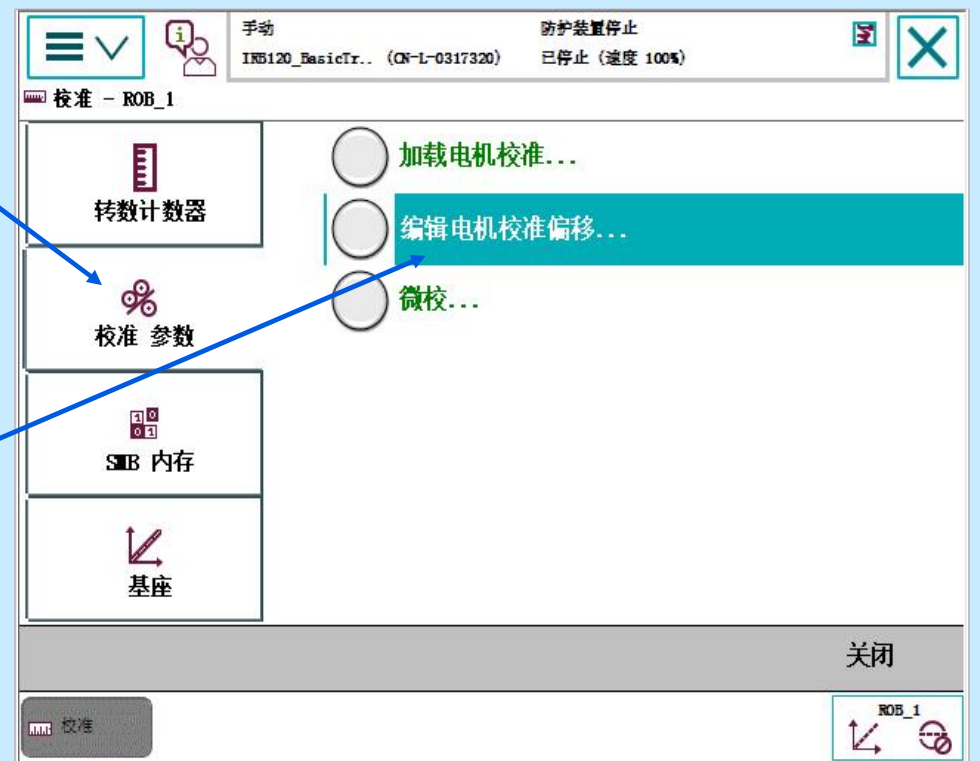 手动
防护装置停止
IRB120_BasicTr.. (CN-L-0317320)
已停止 (速度 100%)
校准 - ROB_1
转数计数器
加载电机校准...
编辑电机校准偏移...
校准 参数
微校...
SMB 内存
基座
关闭
校准
ROB_1